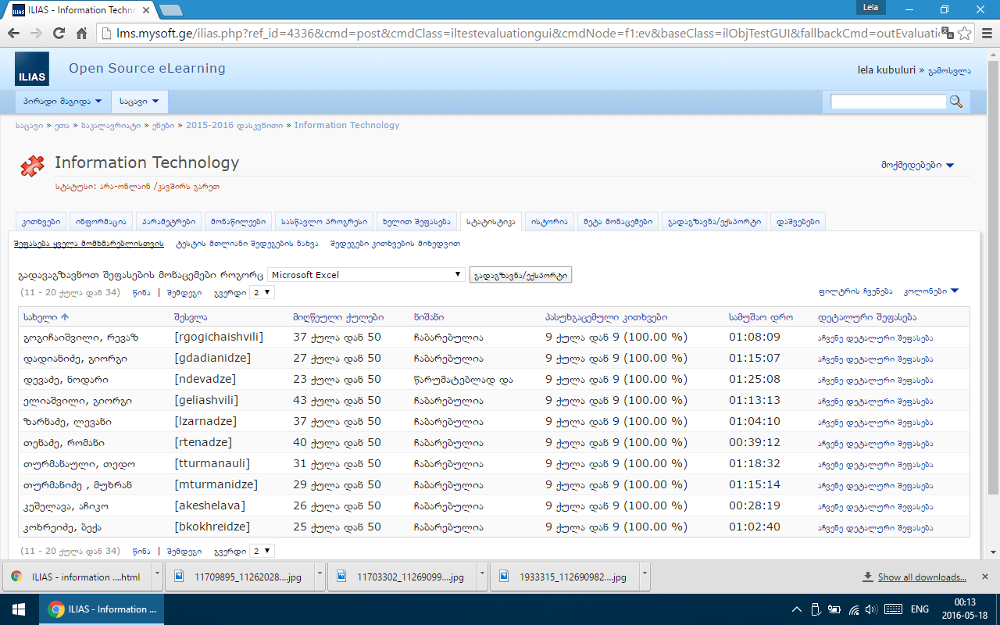 ILIAS - Information Techno
Lela
lms.mysoft.ge/ilias.php?ref_id=4336&cmd=post&cmdClass=iltestevaluationgui&cmdNode=f1:ev&baseClass=ilObjTestGUI&fallbackCmd=outEvaluati
ILIAS Open Source eLearning
lela kubuluri » გამოსვლა
პირადი მაგიდა საცავი
საცავი » ეთა » ბაკალავრიატი » ენები » 2015-2016 დასკვნითი » Information Technology
Information Technology
მოქმედებები
სტატუსი: არა-ონლაინ /კავშირს გარეთ
კითხვები ინფორმაცია პარამეტრები მონაწილეები სასწავლო პროგრესი ხელით შეფასება სტატისტიკა ისტორია მეტა მონაცემები გადაგზავნა/ექსპორტი დაშვებები
შეფასება ყველა მომხმარებლისთვის ტესტის მთლიანი შედეგების ნახვა შედეგები კითხვების მიხედვით
გადავაგზავნოთ შეფასების მონაცემები როგორც Microsoft Excel გადაგზავნა/ექსპორტი
(11 - 20 ქულა დან 34) წინა | შემდეგი გვერდი 2 ფილტრის ჩვენება კოლონები
სახელი შესვლა მიღწეული ქულები ნიშანი პასუხგაცემული კითხვები სამუშაო დრო დეტალური შეფასება
გოგიჩაიშვილი, რევაზ [rgogichaishvili] 37 ქულა დან 50 ჩაბარებულია 9 ქულა დან 9 (100.00 %) 01:08:09 აჩვენე დეტალური შეფასება
დადიანიძე, გიორგი [gdadianidze] 27 ქულა დან 50 ჩაბარებულია 9 ქულა დან 9 (100.00 %) 01:15:07 აჩვენე დეტალური შეფასება
დევაძე, ნოდარი [ndevadze] 23 ქულა დან 50 წარუმატებლად და 9 ქულა დან 9 (100.00 %) 01:25:08 აჩვენე დეტალური შეფასება
ელიაშვილი, გიორგი [geliashvili] 43 ქულა დან 50 ჩაბარებულია 9 ქულა დან 9 (100.00 %) 01:13:13 აჩვენე დეტალური შეფასება
ზარნაძე, ლევანი [lzarnadze] 37 ქულა დან 50 ჩაბარებულია 9 ქულა დან 9 (100.00 %) 01:04:10 აჩვენე დეტალური შეფასება
თენაძე, რომანი [rtenadze] 40 ქულა დან 50 ჩაბარებულია 9 ქულა დან 9 (100.00 %) 00:39:12 აჩვენე დეტალური შეფასება
თურმანაული, თედო [tturmanauli] 31 ქულა დან 50 ჩაბარებულია 9 ქულა დან 9 (100.00 %) 01:18:32 აჩვენე დეტალური შეფასება
თურმანიძე , მუხრან [mturmanidze] 29 ქულა დან 50 ჩაბარებულია 9 ქულა დან 9 (100.00 %) 01:15:14 აჩვენე დეტალური შეფასება
კეშელავა, აჩიკო [akeshelava] 26 ქულა დან 50 ჩაბარებულია 9 ქულა დან 9 (100.00 %) 00:28:19 აჩვენე დეტალური შეფასება
კოხრეიძე, ბექა [bkokhreidze] 25 ქულა დან 50 ჩაბარებულია 9 ქულა დან 9 (100.00 %) 01:02:40 აჩვენე დეტალური შეფასება
(11 - 20 ქულა დან 34) წინა | შემდეგი გვერდი 2
ILIAS - information ....html 11709895_11262028....jpg 11703302_11269099....jpg 1933315_112690982....jpg Show all downloads...
ILIAS - Information ... ENG 00:13
2016-05-18